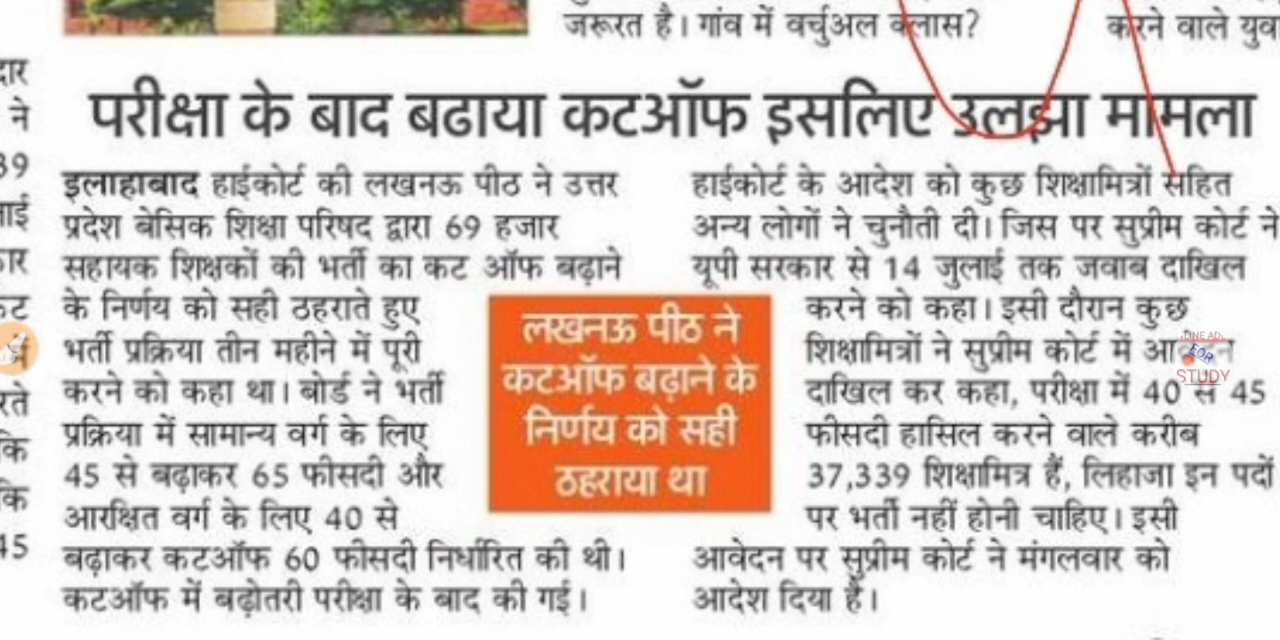 जरूरत है। गांव में वर्चुअल क्लास?
करने वाले युवा
दार
ने
39
परीक्षा के बाद बढाया कटऑफ इसलिए उलझा मामला
इलाहाबाद हाईकोर्ट की लखनऊ पीठ ने उत्तर
प्रदेश बेसिक शिक्षा परिषद द्वारा 69 हजार
सहायक शिक्षकों की भर्ती का कट ऑफ बढ़ाने
के निर्णय को सही ठहराते हुए
भर्ती प्रक्रिया तीन महीने में पूरी
करने को कहा था। बोर्ड ने भर्ती
प्रक्रिया में सामान्य वर्ग के लिए
45 से बढ़ाकर 65 फीसदी और
आरक्षित वर्ग के लिए 40 से
बढ़ाकर कटऑफ 60 फीसदी निर्धारित की थी।
कटऑफ में बढ़ोतरी परीक्षा के बाद की गई।
लखनऊ पीठ ने
कटऑफ बढ़ाने के
निर्णय को सही
ठहराया था
हाईकोर्ट के आदेश को कुछ शिक्षामित्रों सहित
अन्य लोगों ने चुनौती दी। जिस पर सुप्रीम कोर्ट ने
यूपी सरकार से 14 जुलाई तक जवाब दाखिल
करने को कहा। इसी दौरान कुछ
शिक्षामित्रों ने सुप्रीम कोर्ट में
दाखिल कर कहा, परीक्षा में 40 से 45
फीसदी हासिल करने वाले करीब
37,339 शिक्षामित्र हैं, लिहाजा इन पदों
पर भर्ती नहीं होनी चाहिए। इसी
आवेदन पर सुप्रीम कोर्ट ने मंगलवार को
आदेश दिया है।
FOR
STUDY
रते
कि
कि
45